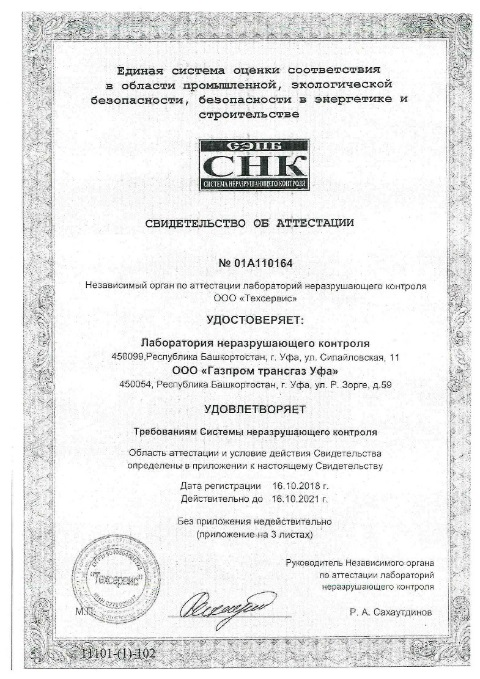 Единая система оценки соответствия
в области промышленной, экологической
безопасности, безопасности в энергетике и
строительстве
СЭПБ
СНК
СИСТЕМА НЕРАЗРУШАЮЩЕГО КОНТРОЛЯ
СВИДЕТЕЛЬСТВО ОБ АТТЕСТАЦИИ
№ 01А110164
Независимый орган по аттестации лабораторий неразрушающего контроля
ООО «Техсервис»
УДОСТОВЕРЯЕТ:
Лаборатория неразрушающего контроля
450099,Республика Башкортостан, г. Уфа, ул. Сипайловская, 11
ООО «Газпром трансгаз Уфа»
450054, Республика Башкортостан, г. Уфа, ул. Р. Зорге, д.59
УДОВЛЕТВОРЯЕТ
Требованиям Системы неразрушающего контроля
Область аттестации и условие действия Свидетельства
определены в приложении к настоящему Свидетельству
Дата регистрации 16.10.2018 г.
Действительно до 16.10.2021 г.
Без приложения недействительно
(приложение на 3 листах)
Руководитель Независимого органа
по аттестации лабораторий
неразрушающего контроля
"Техсервис"
М.П.
Р. А. Сахаутдинов
11101-(1)-102